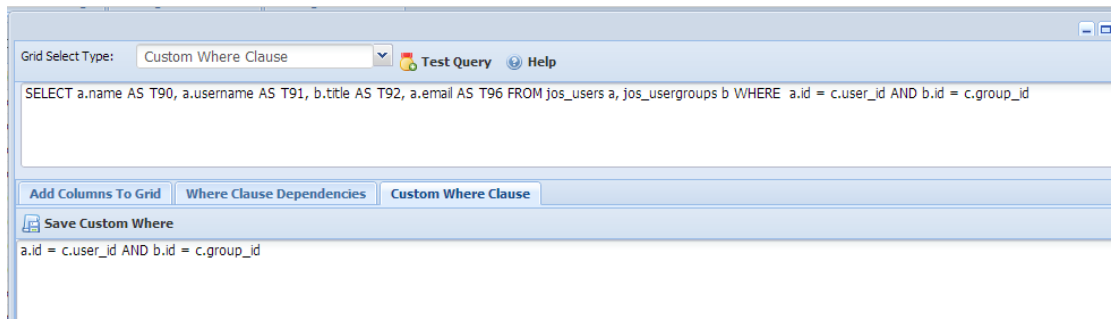 Grid Select Type: Custom Where Clause Test Query Help
SELECT a.name AS T90, a.username AS T91, b.title AS T92, a.email AS T96 FROM jos_users a, jos_usergroups b WHERE  a.id = c.user_id AND b.id = c.group_id
Add Columns To Grid Where Clause Dependencies Custom Where Clause
Save Custom Where
a.id = c.user_id AND b.id = c.group_id